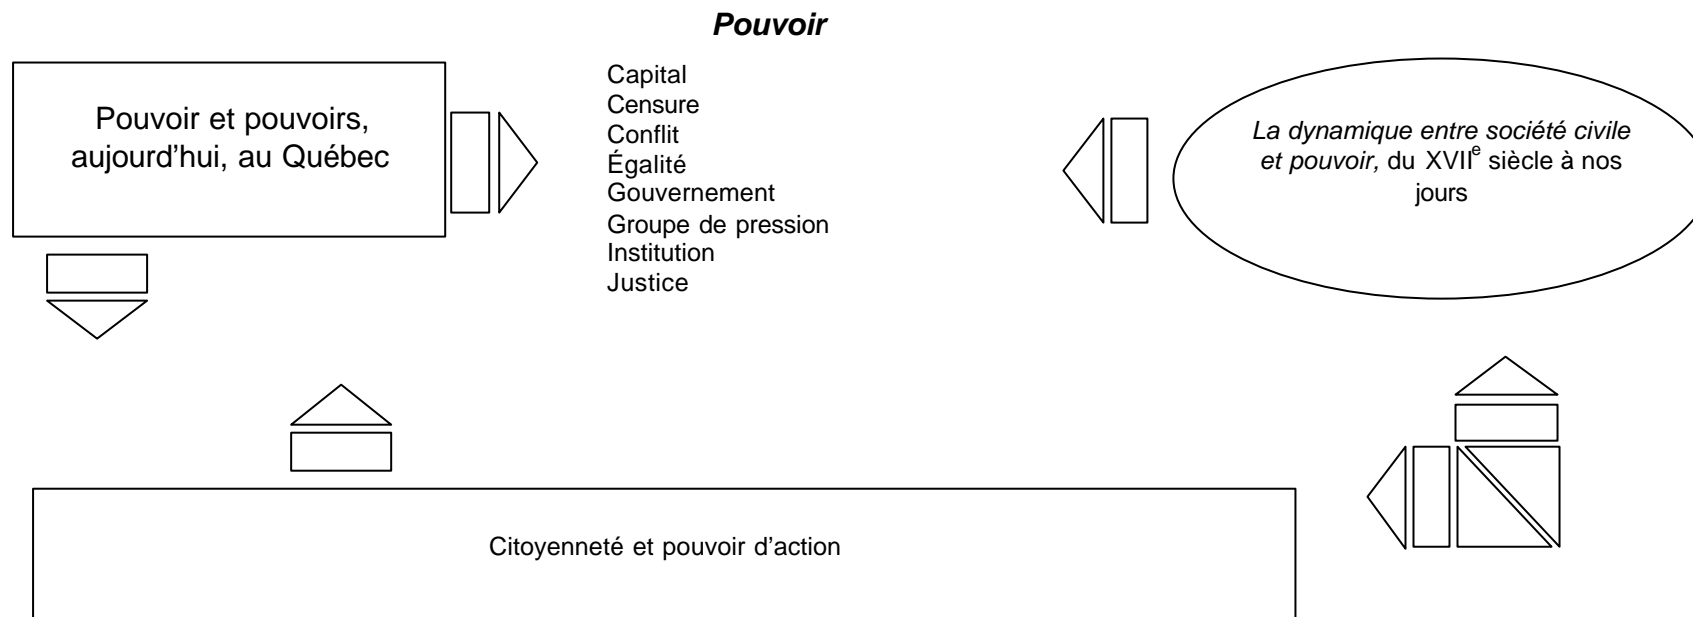 Pouvoir
Pouvoir et pouvoirs,
aujourd'hui, au Québec
Capital
Censure
Conflit
Égalité
Gouvernement
Groupe de pression
Institution
Justice
La dynamique entre société civile
et pouvoir, du XVIIe siècle à nos
jours
Citoyenneté et pouvoir d'action